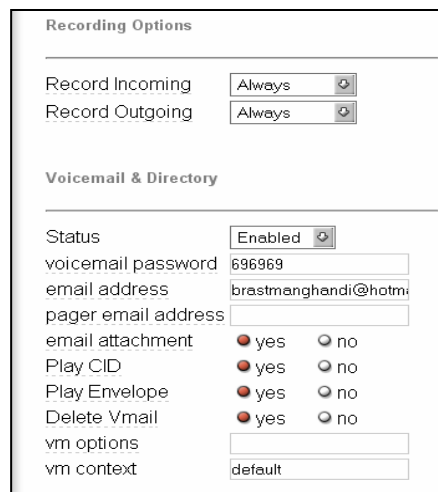 Recording Options
Record Incoming Always
Record Outgoing Always
Voicemail & Directory
Status Enabled
voicemail password 696969
email address brastmanghandi@hotm
pager email address
email attachment yes no
Play CID yes no
Play Envelope yes no
Delete Vmail yes no
vm options
vm context default